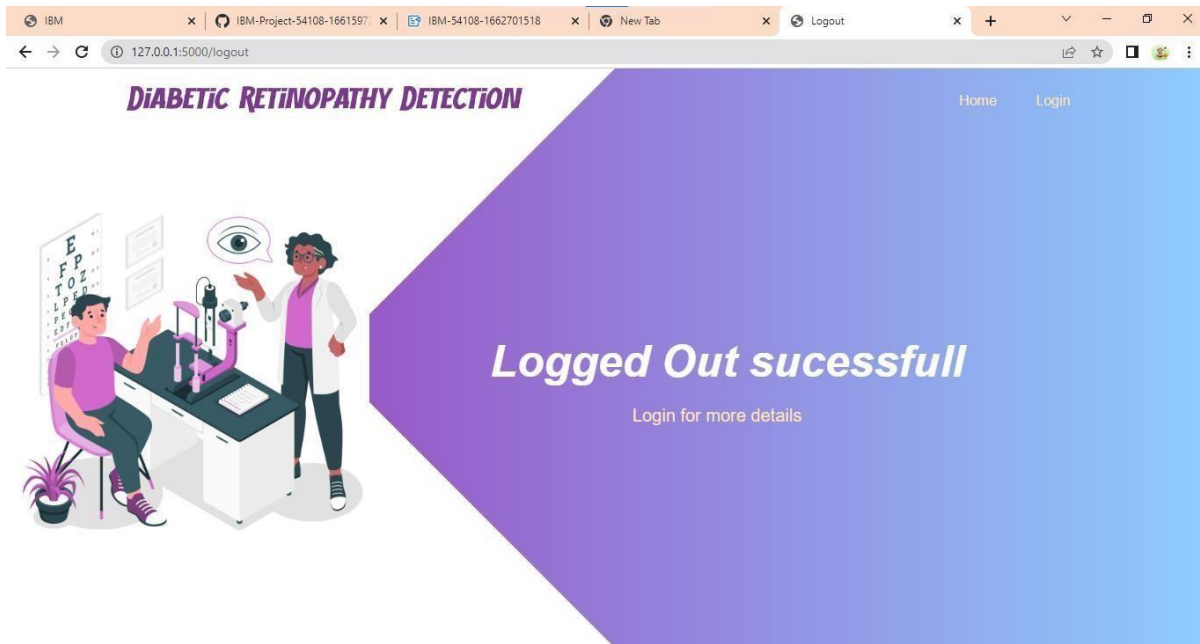 IBM
IBM-Project-54108-16615972
IBM-54108-1662701518
New Tab
Logout
127.0.0.1:5000/logout
DiABETiC RETiNOPATHY DETECTiON
Home
Login
E
F P
T O Z
L P E D
Logged Out sucessfull
Login for more details